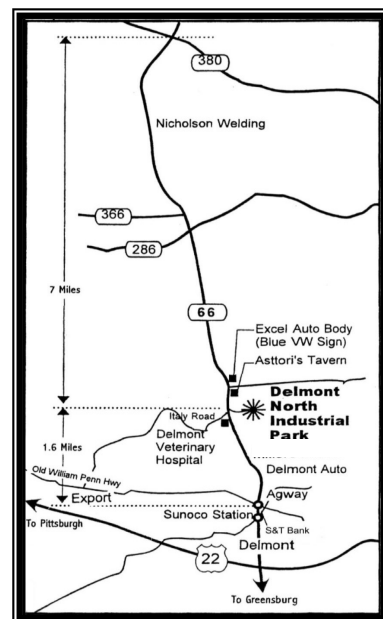 380
Nicholson Welding
366
286
7 Miles
66
Excel Auto Body
(Blue VW Sign)
Asttori's Tavern
Delmont
North
Industrial
Park
Italy Road
Delmont
Veterinary
Hospital
1.6 Miles
Delmont Auto
Old William Penn Hwy
Agway
Export
Sunoco Station
S&T Bank
To Pittsburgh
Delmont
22
To Greensburg